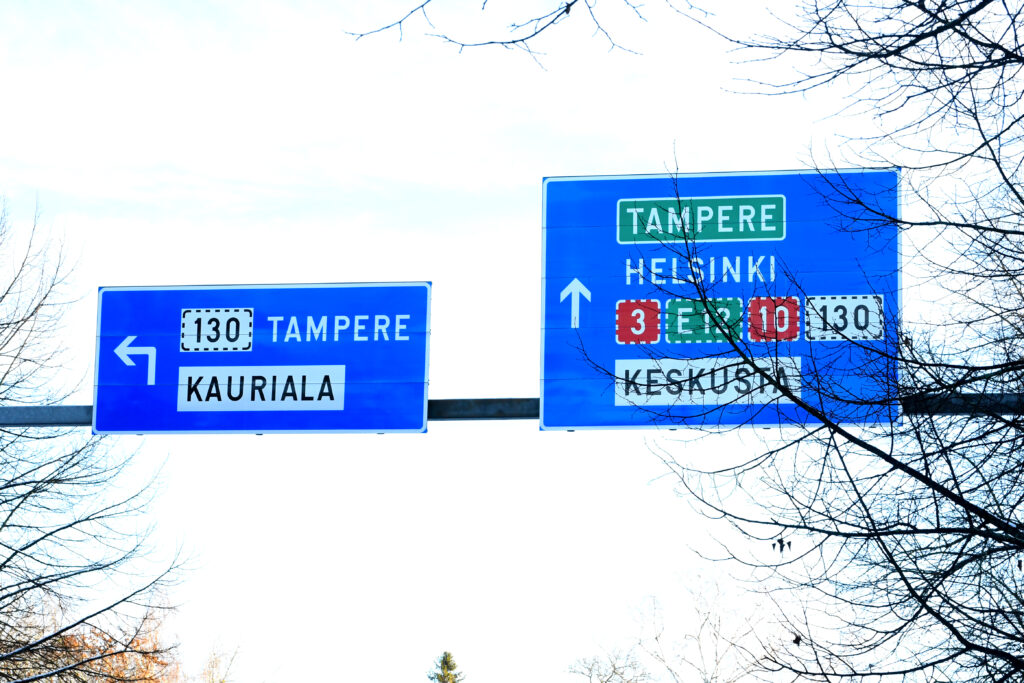 130 TAMPERE
KAURIALA
TAMPERE
HELSINKI
3 E12 10 130
KESKUSTA